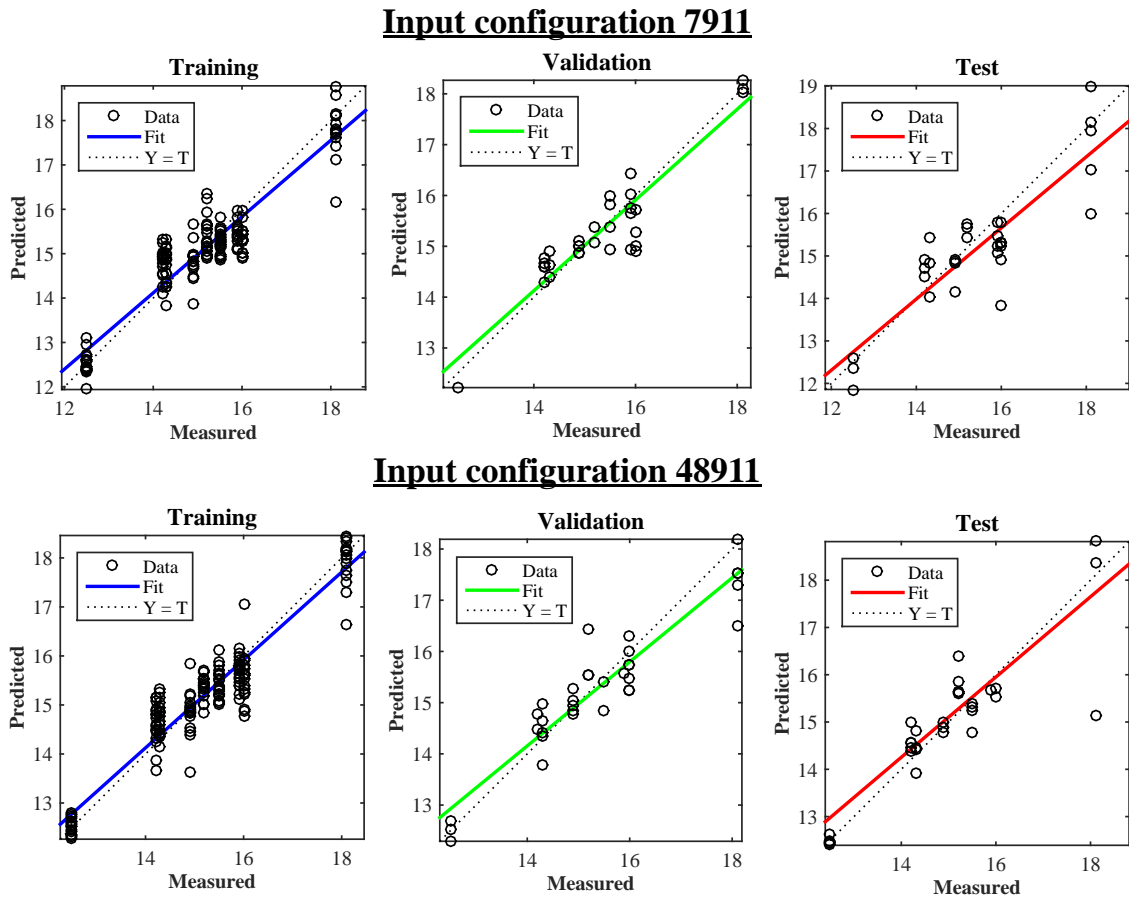 Input configuration 7911
Training
Validation
Test
Data
Fit
Y = T
Predicted
12
13
14
15
16
17
18
12
14
16
18
Measured
Data
Fit
Y = T
Predicted
13
14
15
16
17
18
14
16
18
Measured
Data
Fit
Y = T
Predicted
12
13
14
15
16
17
18
19
12
14
16
18
Measured
Input configuration 48911
Training
Validation
Test
Data
Fit
Y = T
Predicted
13
14
15
16
17
18
14
16
18
Measured
Data
Fit
Y = T
Predicted
13
14
15
16
17
18
14
16
18
Measured
Data
Fit
Y = T
Predicted
13
14
15
16
17
18
14
16
18
Measured